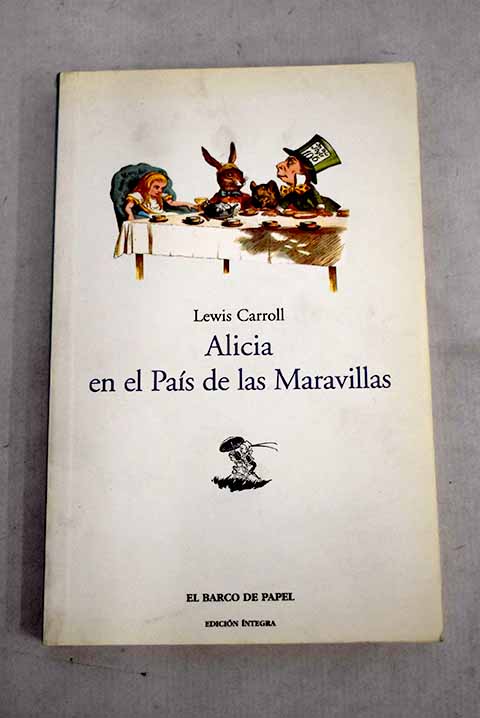 Lewis Carroll
Alicia
en el País de las Maravillas
EL BARCO DE PAPEL
EDICIÓN ÍNTEGRA